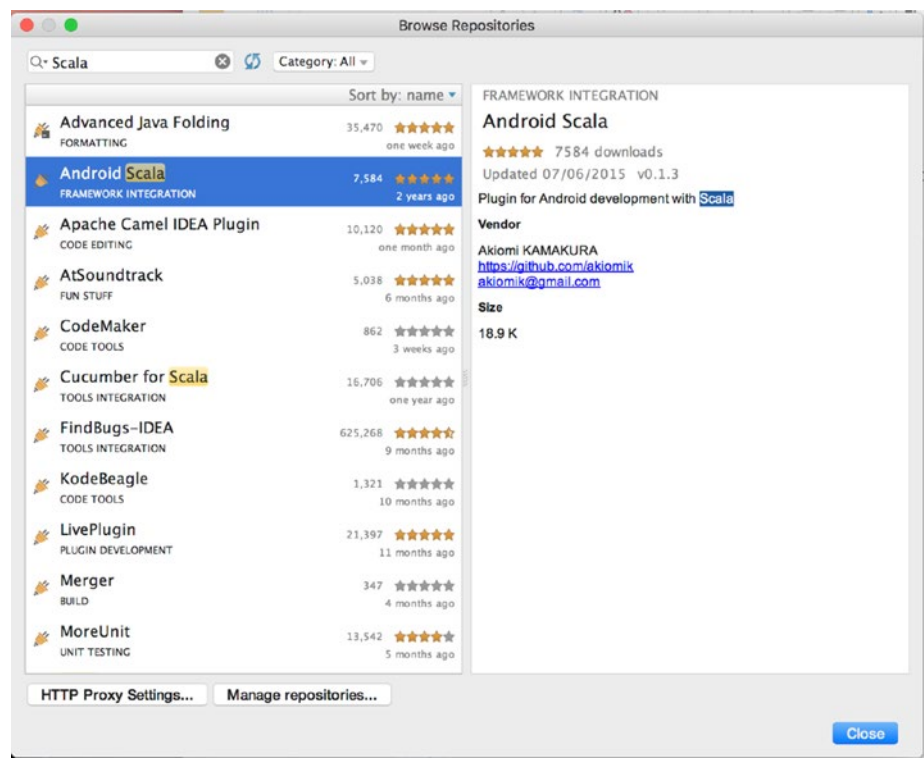 Browse Repositories
Scala
Category: All
Sort by: name
Advanced Java Folding
35,470
FORMATTING
one week ago
Android Scala
7,584
FRAMEWORK INTEGRATION
2 years ago
Apache Camel IDEA Plugin
10,120
CODE EDITING
one month ago
AtSoundtrack
5,038
FUN STUFF
6 months ago
CodeMaker
862
CODE TOOLS
3 weeks ago
Cucumber for Scala
16,706
TOOLS INTEGRATION
one year ago
FindBugs-IDEA
625,268
TOOLS INTEGRATION
9 months ago
KodeBeagle
1,321
CODE TOOLS
10 months ago
LivePlugin
21,397
PLUGIN DEVELOPMENT
11 months ago
Merger
347
BUILD
4 months ago
MoreUnit
13,542
UNIT TESTING
5 months ago
FRAMEWORK INTEGRATION
Android Scala
7584 downloads
Updated 07/06/2015 v0.1.3
Plugin for Android development with Scala
Vendor
Akiomi KAMAKURA
https://github.com/akiomik
akiomik@gmail.com
Size
18.9 K
HTTP Proxy Settings...
Manage repositories...
Close